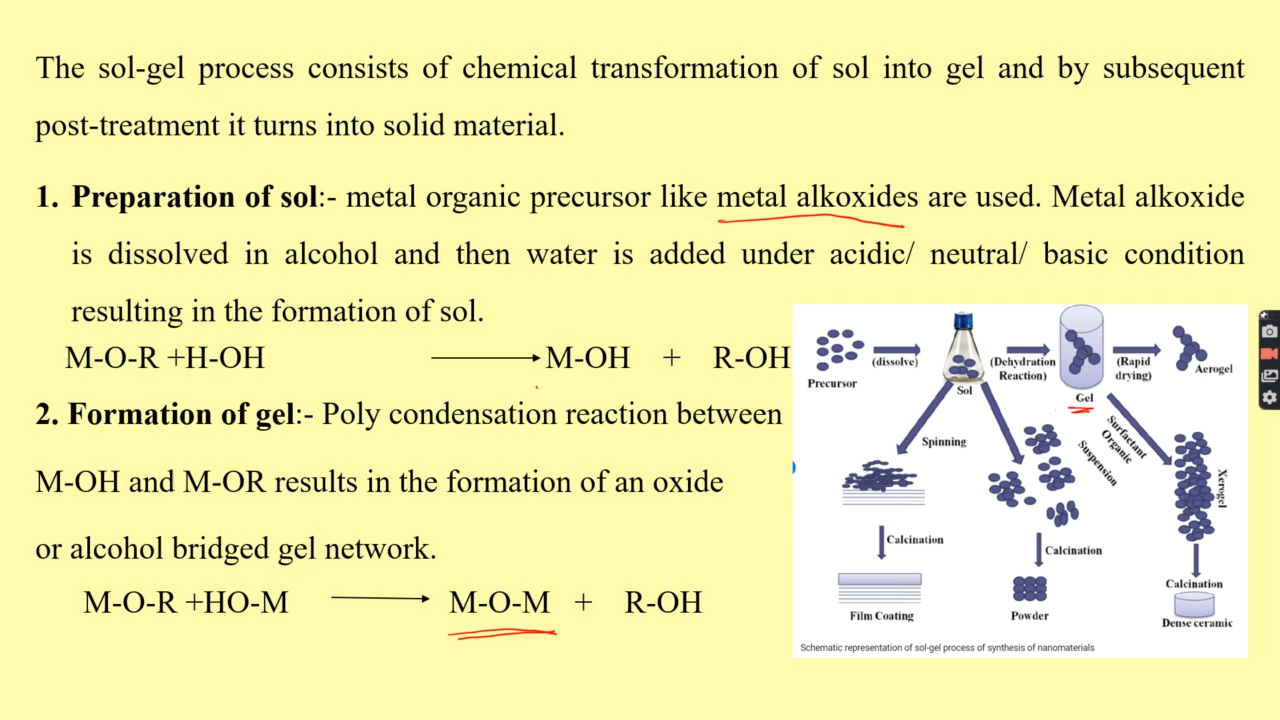 The sol-gel process consists of chemical transformation of sol into gel and by subsequent
post-treatment it turns into solid material.
1. Preparation of sol:- metal organic precursor like metal alkoxides are used. Metal alkoxide
is dissolved in alcohol and then water is added under acidic/ neutral/ basic condition
resulting in the formation of sol.
M-O-R +H-OH M-OH + R-OH
2. Formation of gel:- Poly condensation reaction between
M-OH and M-OR results in the formation of an oxide
or alcohol bridged gel network.
M-O-R +HO-M M-O-M + R-OH
Precursor
(dissolve)
Sol
(Dehydration
Reaction)
Gel
(Rapid
drying)
Aerogel
Spinning
Suspension
Surfactant
Organic
Xerogel
Calcination
Calcination
Calcination
Film Coating
Powder
Dense ceramic
Schematic representation of sol-gel process of synthesis of nanomaterials